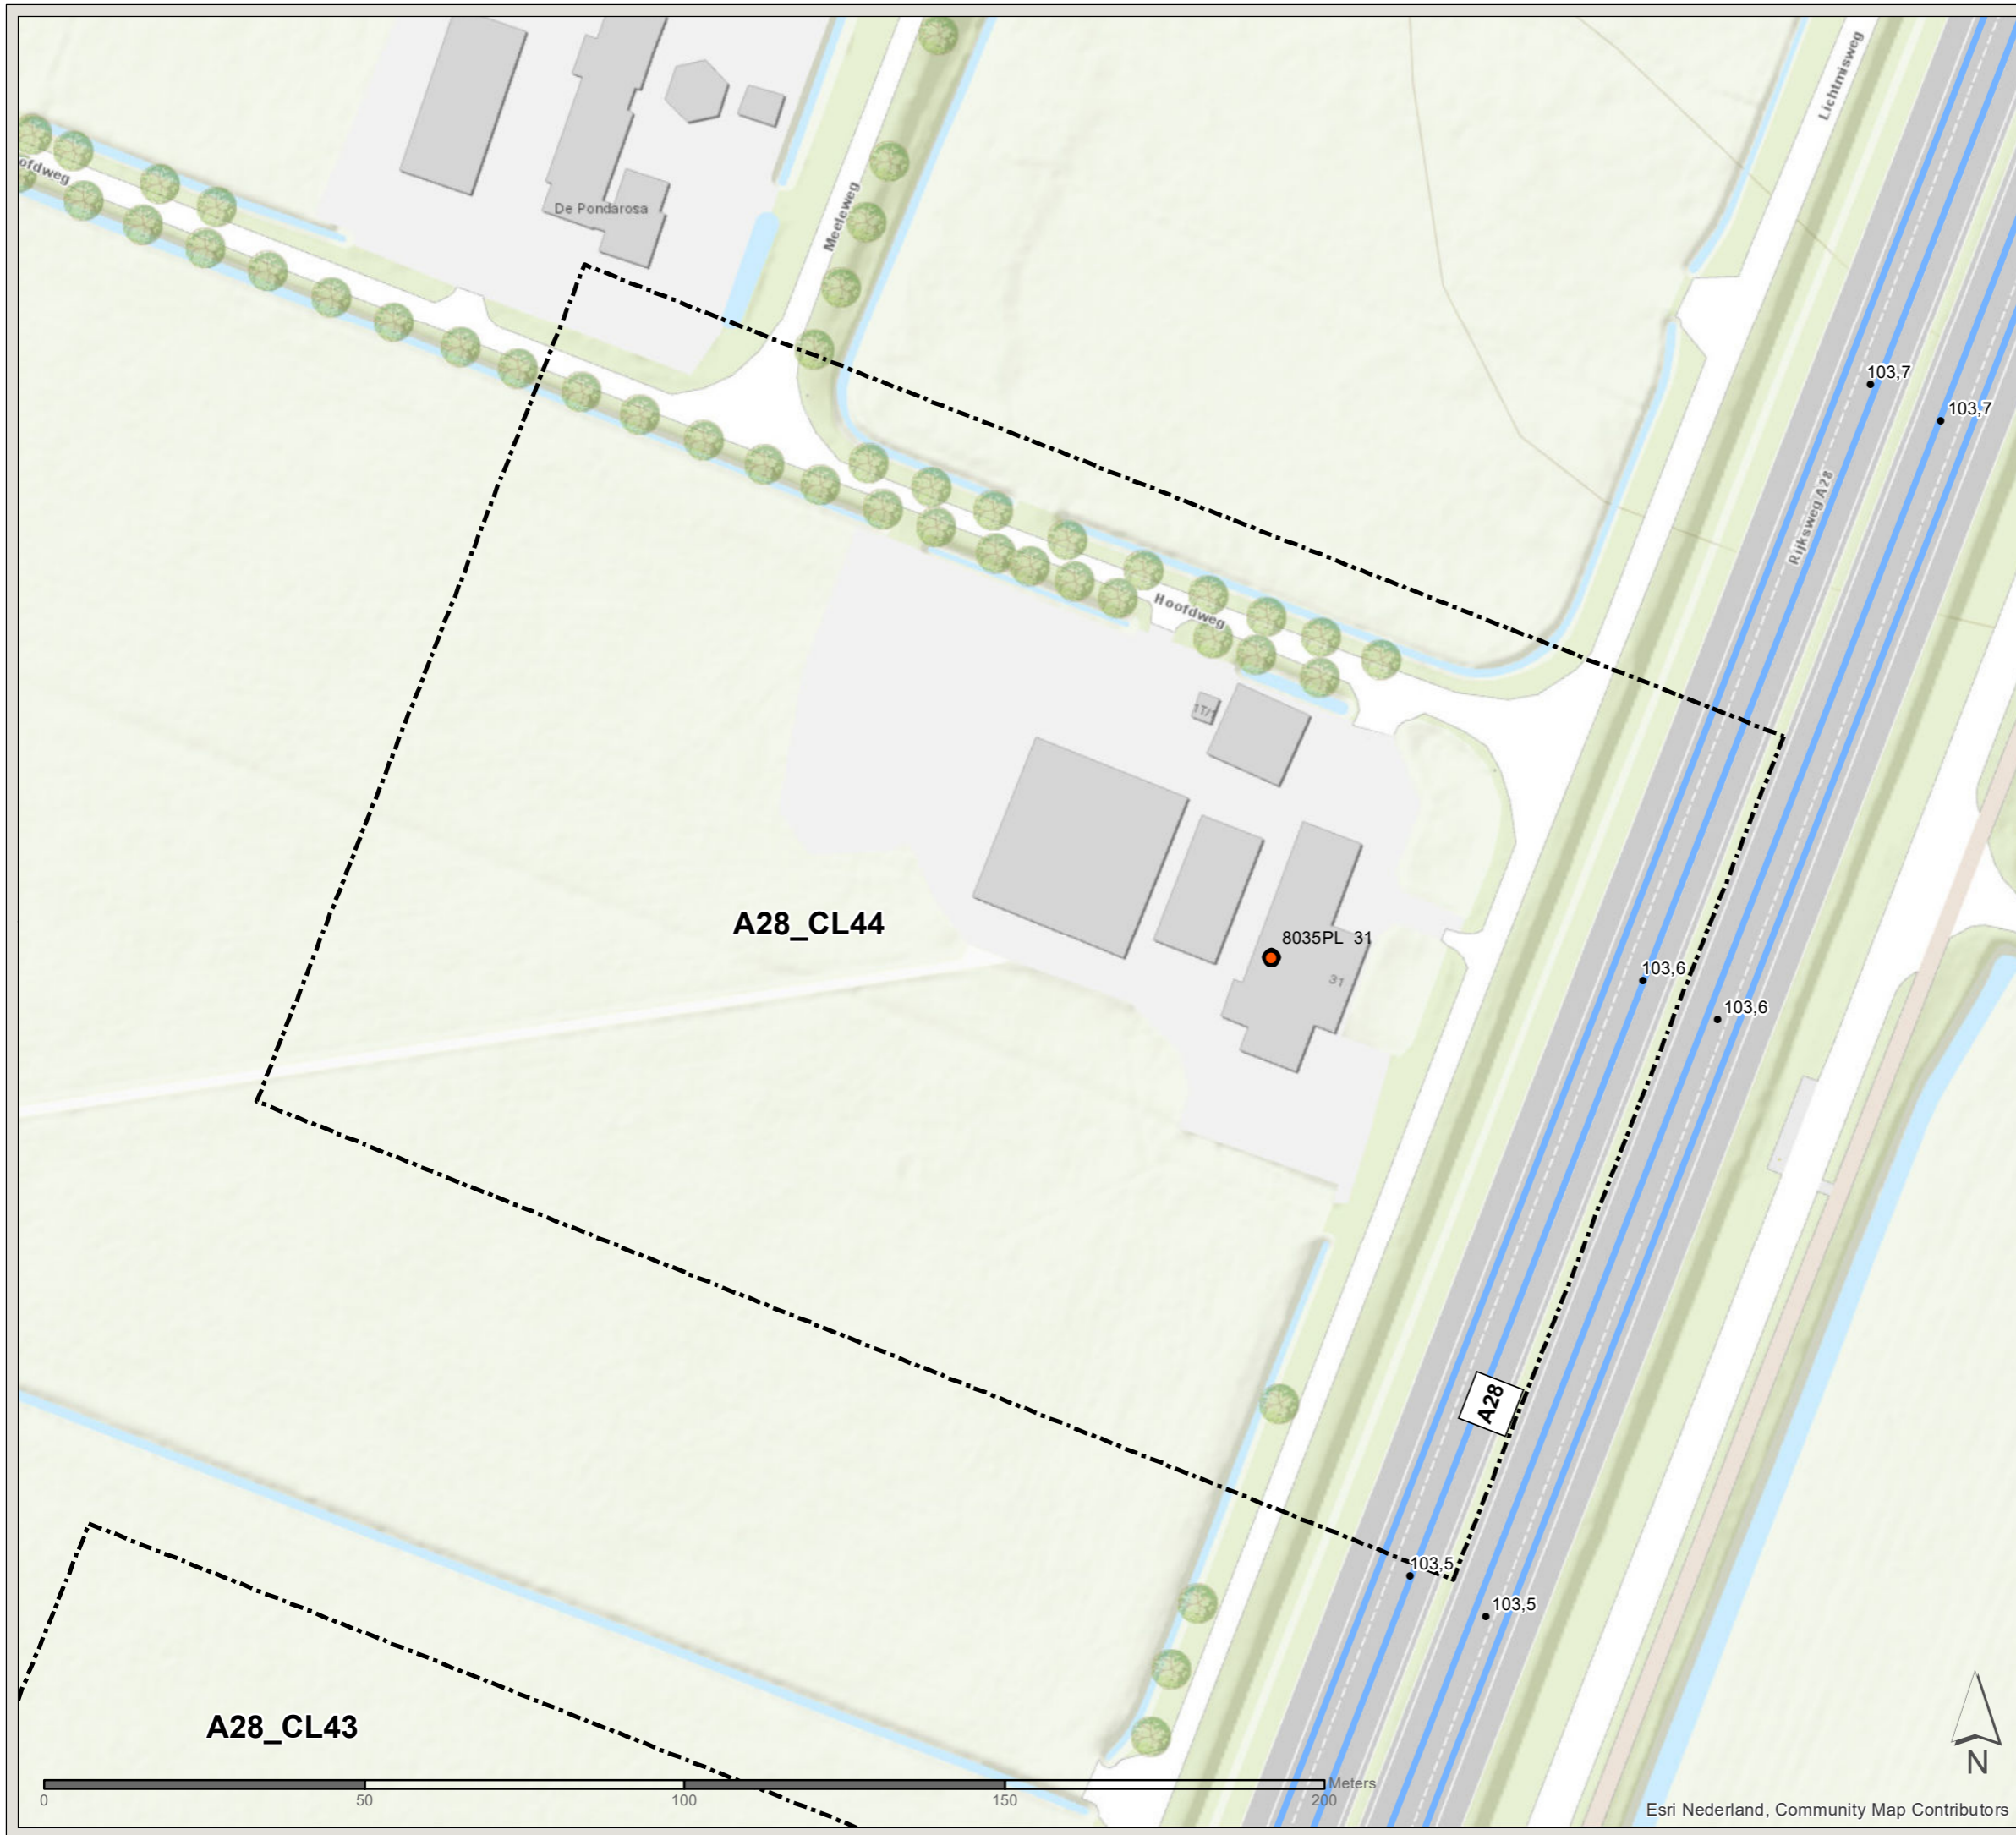 Lichtmisweg
ofdweg
De Pondarosa
Meeleweg
103,7
103,7
Rijksweg A28
Hoofdweg
A28_CL44
8035PL 31
31
103,6
103,6
A28
103,5
103,5
A28_CL43
N
Meters
0 50 100 150 200
Esri Nederland, Community Map Contributors